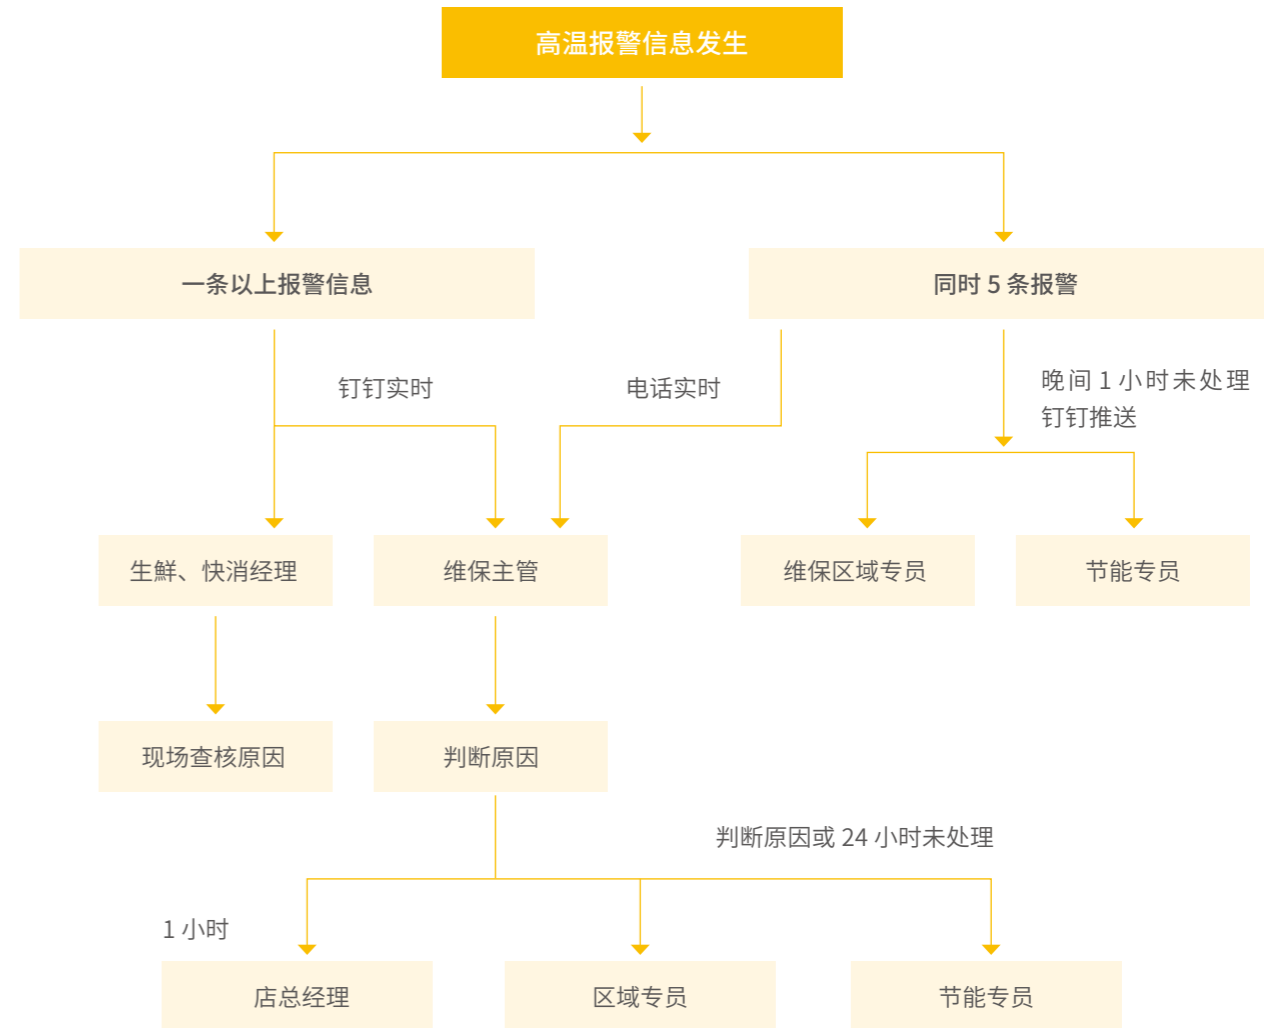 高温报警信息发生
一条以上报警信息
同时 5 条报警
钉钉实时
电话实时
晚间 1 小时未处理
钉钉推送
生鮮、快消经理
维保主管
维保区域专员
节能专员
现场查核原因
判断原因
判断原因或 24 小时未处理
1 小时
店总经理
区域专员
节能专员